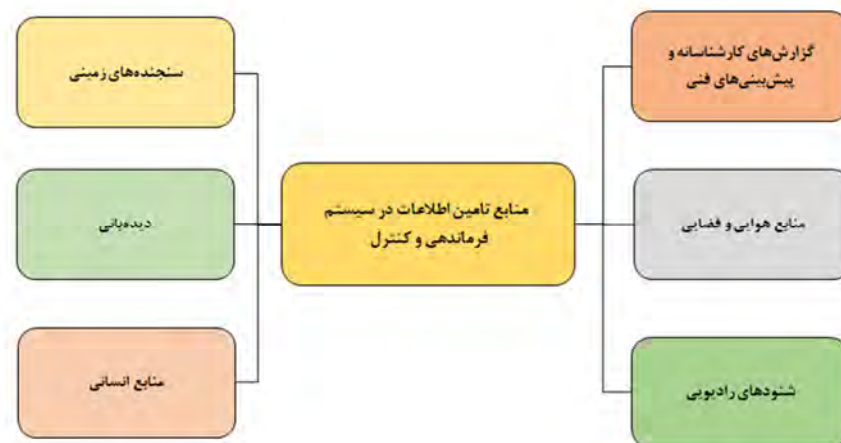 گزارش‌های کارشناسانه و
پیش‌بینی‌های فنی
سنجنده‌های زمینی
منابع تامین اطلاعات در سیستم
فرماندهی و کنترل
منابع هوایی و فضایی
دیده‌بانی
شنودهای رادیویی
منابع انسانی